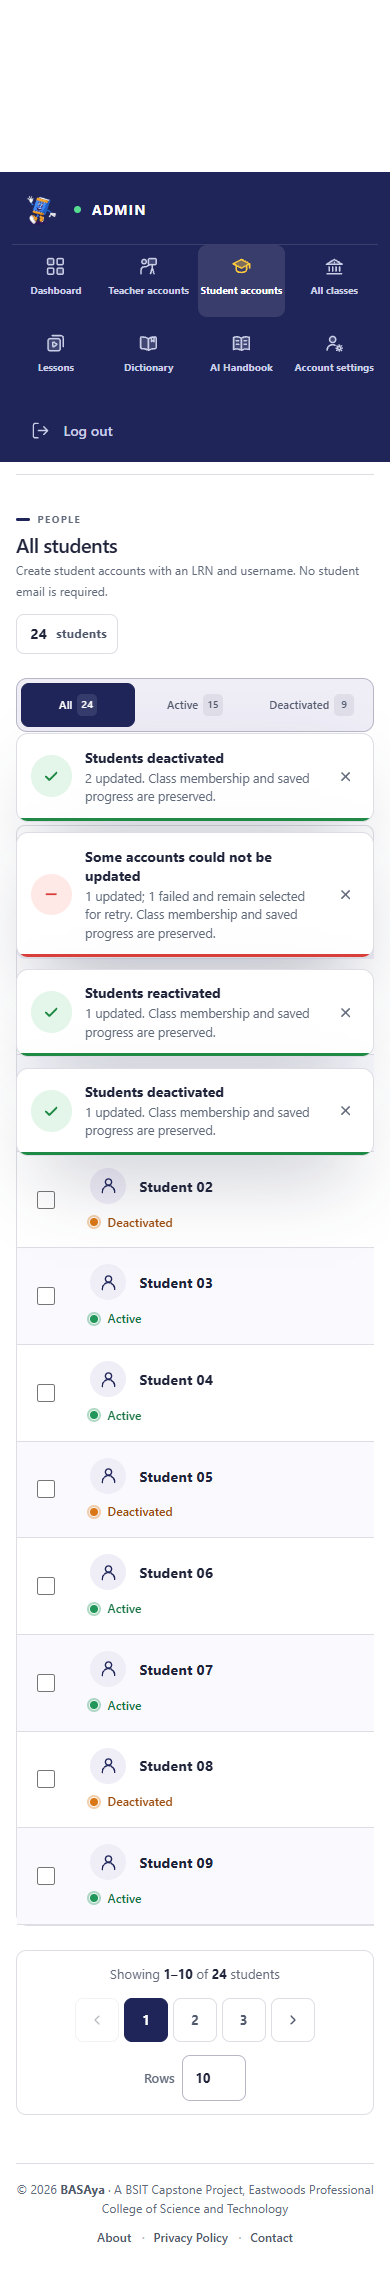 ADMIN
Dashboard
Teacher accounts
Student accounts
All classes
Lessons
Dictionary
AI Handbook
Account settings
Log out
PEOPLE
All students
Create student accounts with an LRN and username. No student
email is required.
24 students
All 24
Active 15
Deactivated 9
Students deactivated
2 updated. Class membership and saved
progress are preserved.
Some accounts could not be
updated
1 updated; 1 failed and remain selected
for retry. Class membership and saved
progress are preserved.
Students reactivated
1 updated. Class membership and saved
progress are preserved.
Students deactivated
1 updated. Class membership and saved
progress are preserved.
Student 02
Deactivated
Student 03
Active
Student 04
Active
Student 05
Deactivated
Student 06
Active
Student 07
Active
Student 08
Deactivated
Student 09
Active
Showing 1–10 of 24 students
1 2 3
Rows 10
© 2026 BASAya · A BSIT Capstone Project, Eastwoods Professional
College of Science and Technology
About · Privacy Policy · Contact